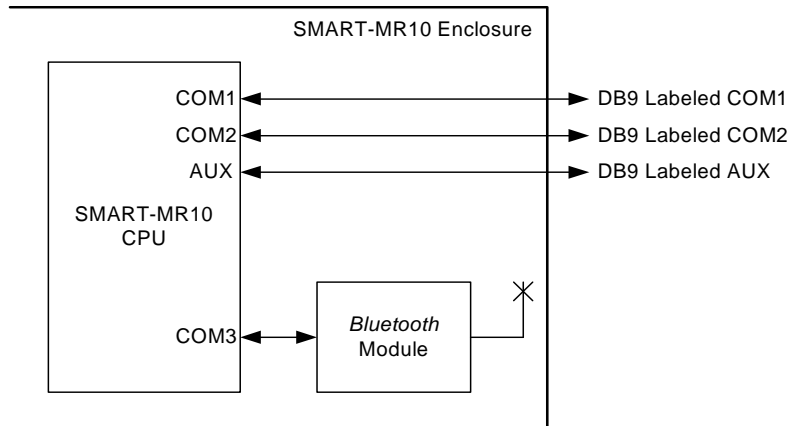 SMART-MR10 Enclosure
COM1
DB9 Labeled COM1
COM2
DB9 Labeled COM2
AUX
DB9 Labeled AUX
SMART-MR10
CPU
COM3
Bluetooth
Module